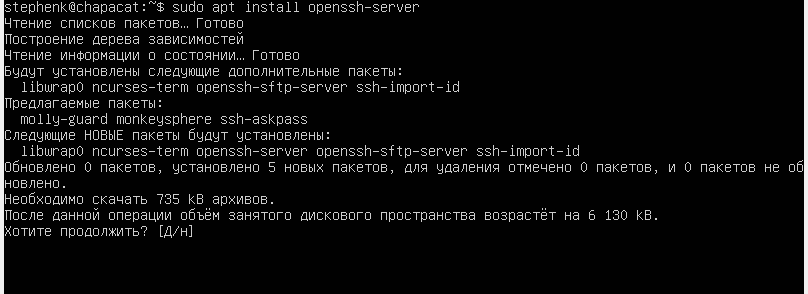 stephenk@chapacat:~$ sudo apt install openssh-server
Чтение списков пакетов… Готово
Построение дерева зависимостей
Чтение информации о состоянии… Готово
Будут установлены следующие дополнительные пакеты:
  libwrap0 ncurses-term openssh-sftp-server ssh-import-id
Предлагаемые пакеты:
  molly-guard monkeysphere ssh-askpass
Следующие НОВЫЕ пакеты будут установлены:
  libwrap0 ncurses-term openssh-server openssh-sftp-server ssh-import-id
Обновлено 0 пакетов, установлено 5 новых пакетов, для удаления отмечено 0 пакетов, и 0 пакетов не об
новлено.
Необходимо скачать 735 kB архивов.
После данной операции объём занятого дискового пространства возрастёт на 6 130 kB.
Хотите продолжить? [Д/н]